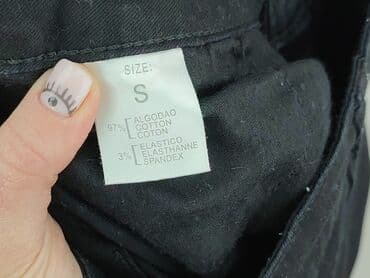 SIZE:
S
97% ALGODAO
COTTON
COTON
3% ELASTICO
ELASTHANNE
SPANDEX